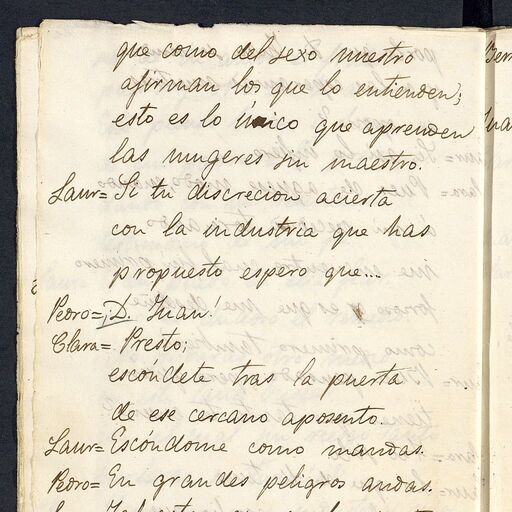 que como del sexo nuestro
afirman los que lo entienden;
esto es lo único que aprenden
las mugeres sin maestro.
Laur= Si tu discrecion acierta
con la industria que has
propuesto espero que...
Pedro=¡D. Juan!
Clara= Presto;
escóndete tras la puerta
de ese cercano aposento.
Laur= Escóndome como mandas.
Pedro= En grandes peligros andas.